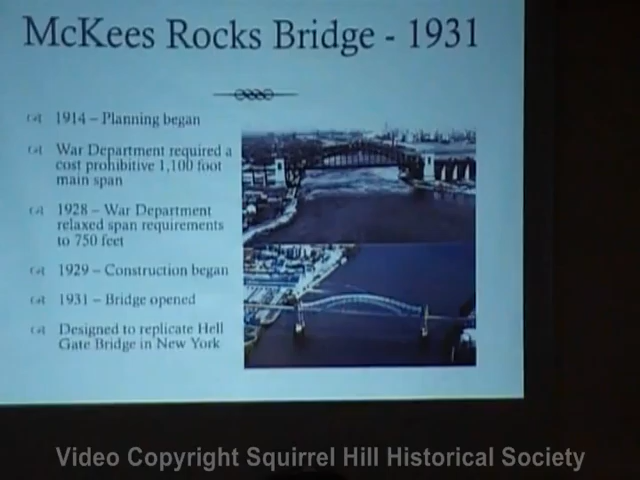 McKees Rocks Bridge - 1931
1914 – Planning began
War Department required a
cost prohibitive 1,100 foot
main span
1928 – War Department
relaxed span requirements
to 750 feet
1929 – Construction began
1931 – Bridge opened
Designed to replicate Hell
Gate Bridge in New York
Video Copyright Squirrel Hill Historical Society